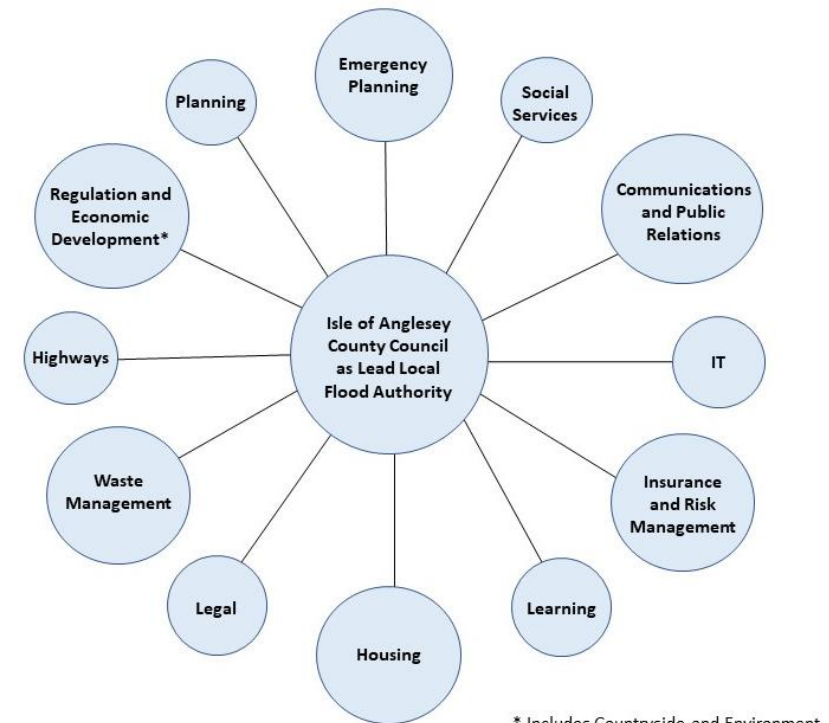 Emergency
Planning
Planning
Social
Services
Regulation and
Economic
Development*
Communications
and Public
Relations
Isle of Anglesey
County Council
as Lead Local
Flood Authority
Highways
IT
Waste
Management
Insurance
and Risk
Management
Legal
Learning
Housing
* Includes Countryside and Environment